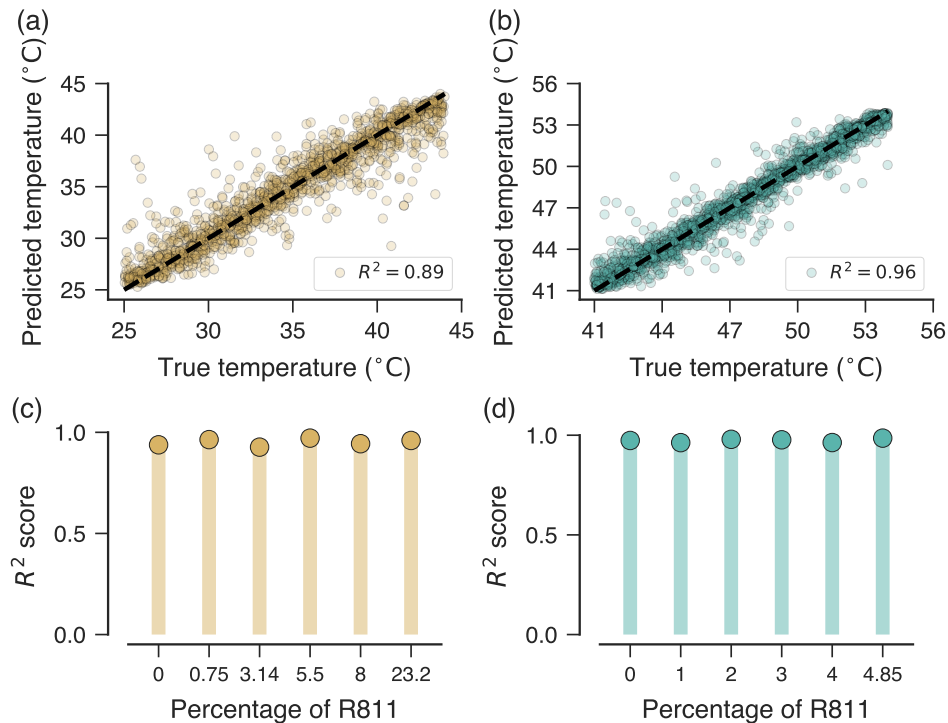 (a)
Predicted temperature (°C)
45
40
35
30
25
R² = 0.89
25 30 35 40 45
True temperature (°C)
(b)
Predicted temperature (°C)
56
53
50
47
44
41
R² = 0.96
41 44 47 50 53 56
True temperature (°C)
(c)
R² score
1.0
0.5
0.0
0 0.75 3.14 5.5 8 23.2
Percentage of R811
(d)
R² score
1.0
0.5
0.0
0 1 2 3 4 4.85
Percentage of R811